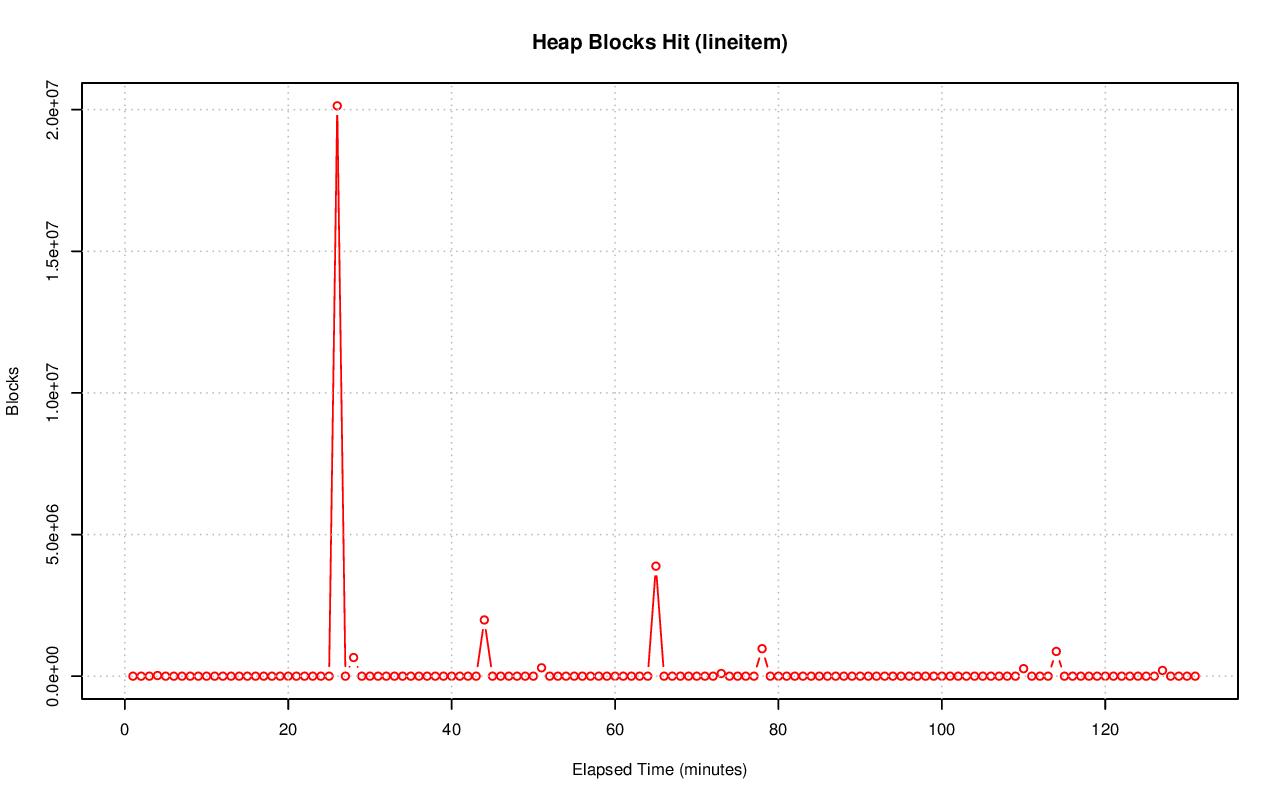 Heap Blocks Hit (lineitem)
2.0e+07
1.5e+07
1.0e+07
5.0e+06
0.0e+00
Blocks
0 20 40 60 80 100 120
Elapsed Time (minutes)